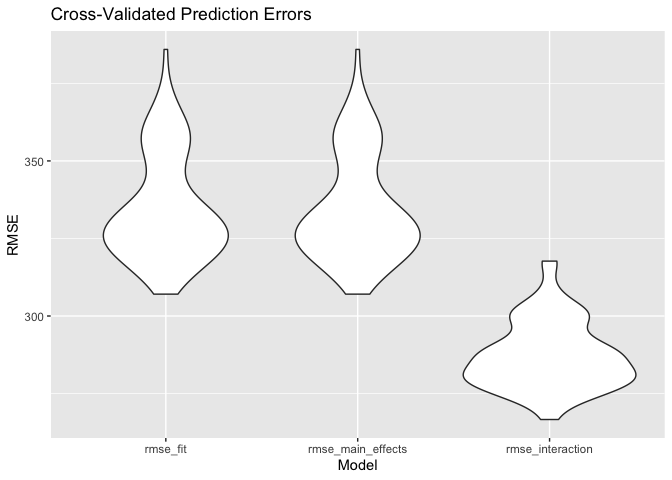 Cross-Validated Prediction Errors
RMSE
350
300
rmse_fit
rmse_main_effects
rmse_interaction
Model